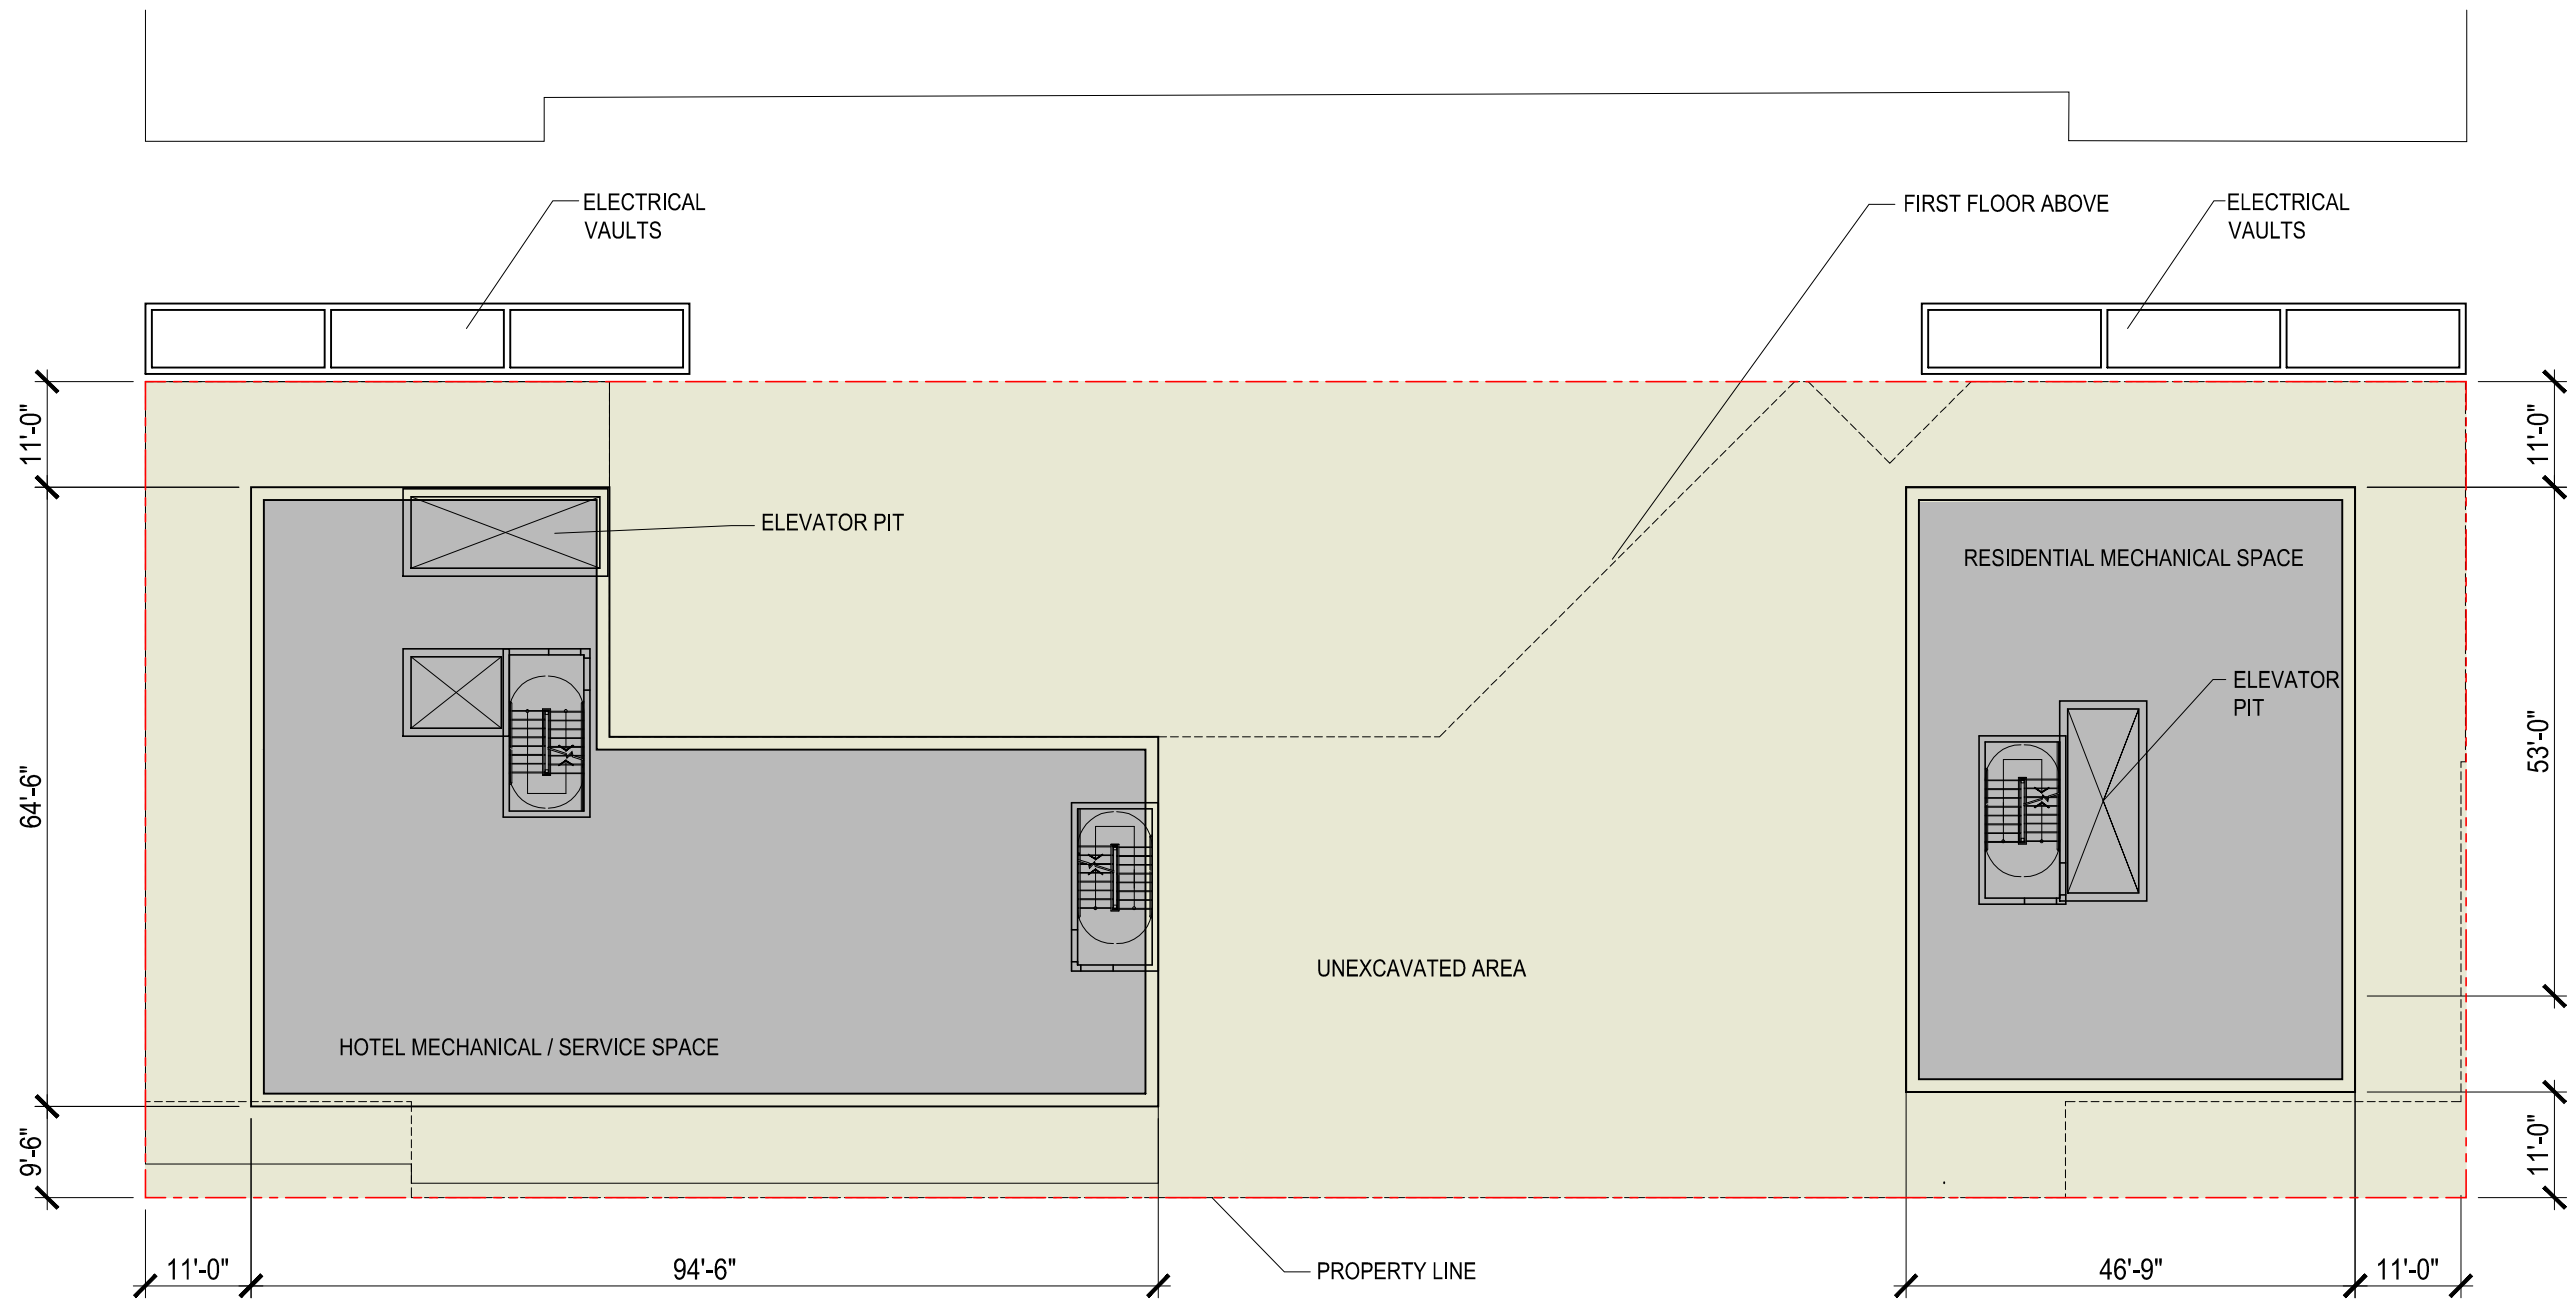 ELECTRICAL
VAULTS
FIRST FLOOR ABOVE
ELECTRICAL
VAULTS
11'-0"
11'-0"
ELEVATOR PIT
RESIDENTIAL MECHANICAL SPACE
ELEVATOR
PIT
64'-6"
53'-0"
UNEXCAVATED AREA
HOTEL MECHANICAL / SERVICE SPACE
9'-6"
11'-0"
11'-0"
94'-6"
PROPERTY LINE
46'-9"
11'-0"